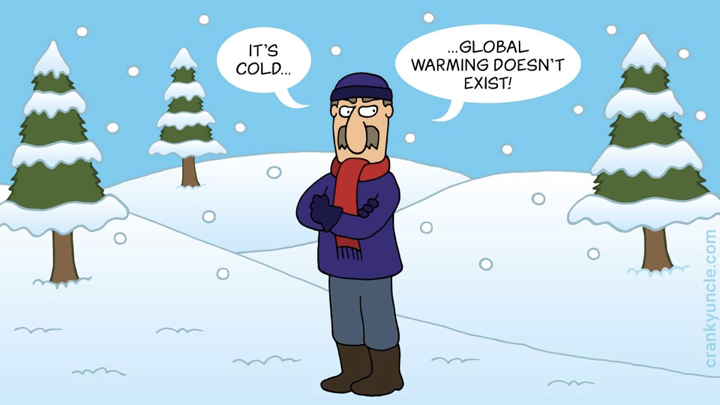 IT'S
COLD...
...GLOBAL
WARMING DOESN'T
EXIST!
crankyuncle.com